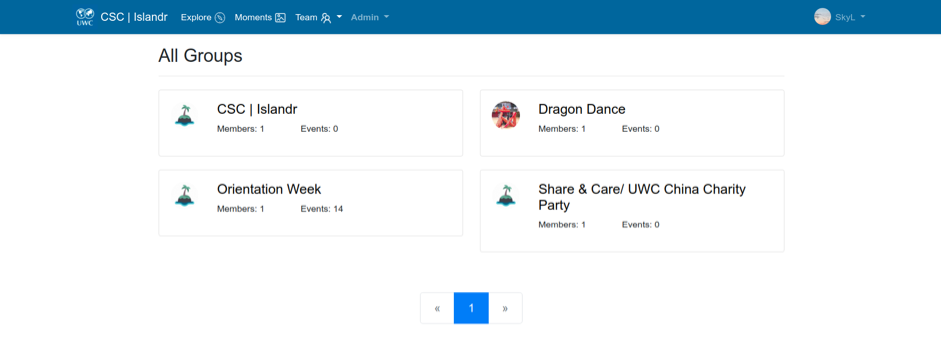 UWC
CSC | Islandr
Explore
Moments
Team
Admin
SkyL
All Groups
CSC | Islandr
Members: 1 Events: 0
Dragon Dance
Members: 1 Events: 0
Orientation Week
Members: 1 Events: 14
Share & Care/ UWC China Charity
Party
Members: 1 Events: 0
« 1 »